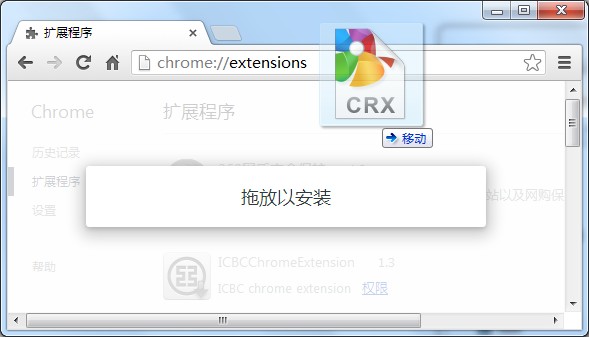 扩展程序
chrome://extensions
CRX
移动
Chrome
扩展程序
历史记录
扩展程序
设置
帮助
拖放以安装
站以及网购保
ICBCChromeExtension 1.3
ICBC chrome extension 权限